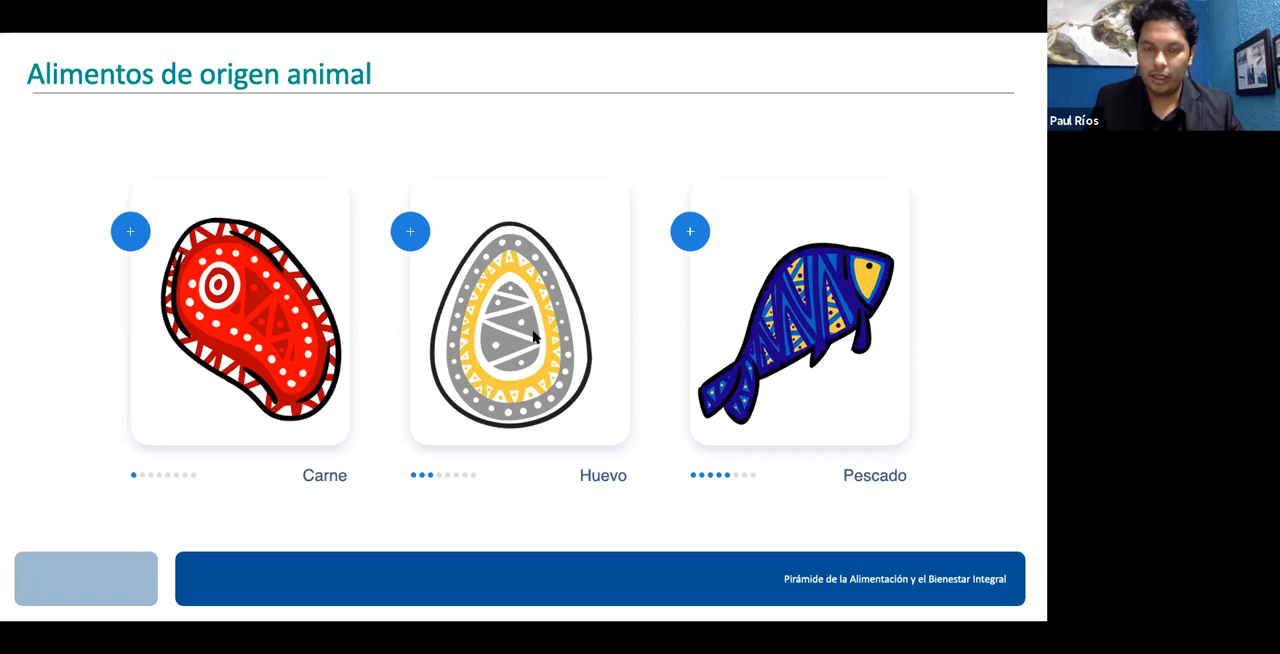 Alimentos de origen animal
Paul Ríos
+
+
+
Carne
Huevo
Pescado
Pirámide de la Alimentación y el Bienestar Integral